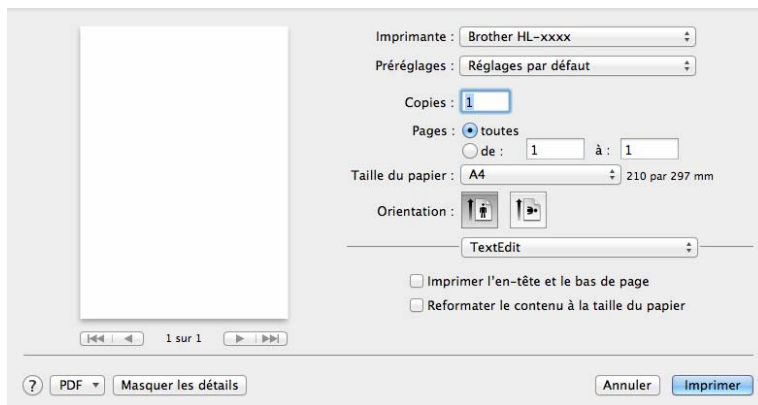 Imprimante : Brother HL-xxxx
Préréglages : Réglages par défaut
Copies : 1
Pages : toutes
de : 1 à : 1
Taille du papier : A4 210 par 297 mm
Orientation :
TextEdit
Imprimer l'en-tête et le bas de page
Reformater le contenu à la taille du papier
1 sur 1
? PDF Masquer les détails Annuler Imprimer